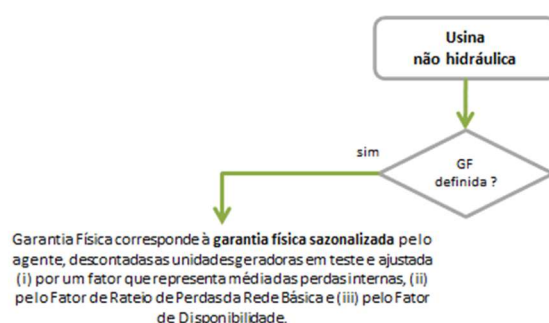 Usina
não hidráulica
sim
GF
definida ?
Garantia Física corresponde à garantia física sazonalizada pelo
agente, descontadas as unidades geradoras em teste e ajustada
(i) por um fator que representa média das perdas internas, (ii)
pelo Fator de Rateio de Perdas da Rede Básica e (iii) pelo Fator
de Disponibilidade.